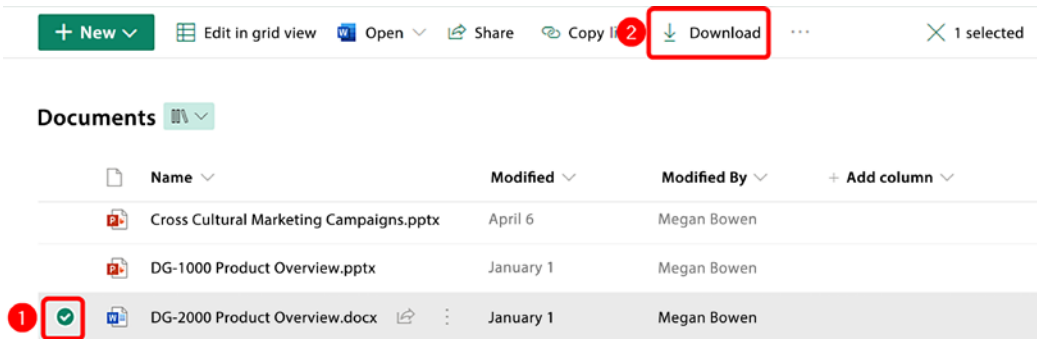 + New Edit in grid view Open Share Copy li 2 Download ... 1 selected
Documents
Name Modified Modified By + Add column
Cross Cultural Marketing Campaigns.pptx April 6 Megan Bowen
DG-1000 Product Overview.pptx January 1 Megan Bowen
1 DG-2000 Product Overview.docx January 1 Megan Bowen